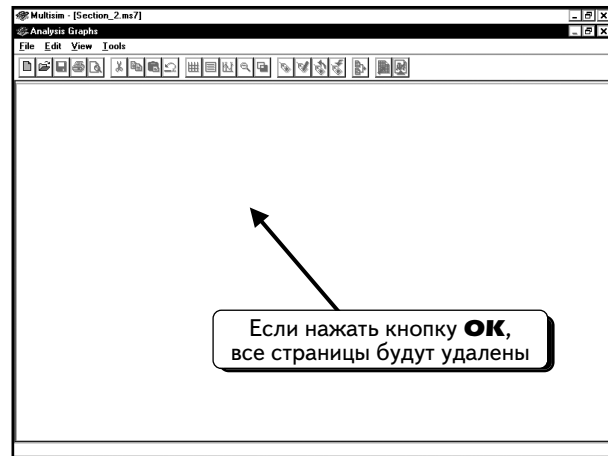 Multisim - [Section_2.ms7]
Analysis Graphs
File Edit View Tools
Если нажать кнопку OK,
все страницы будут удалены